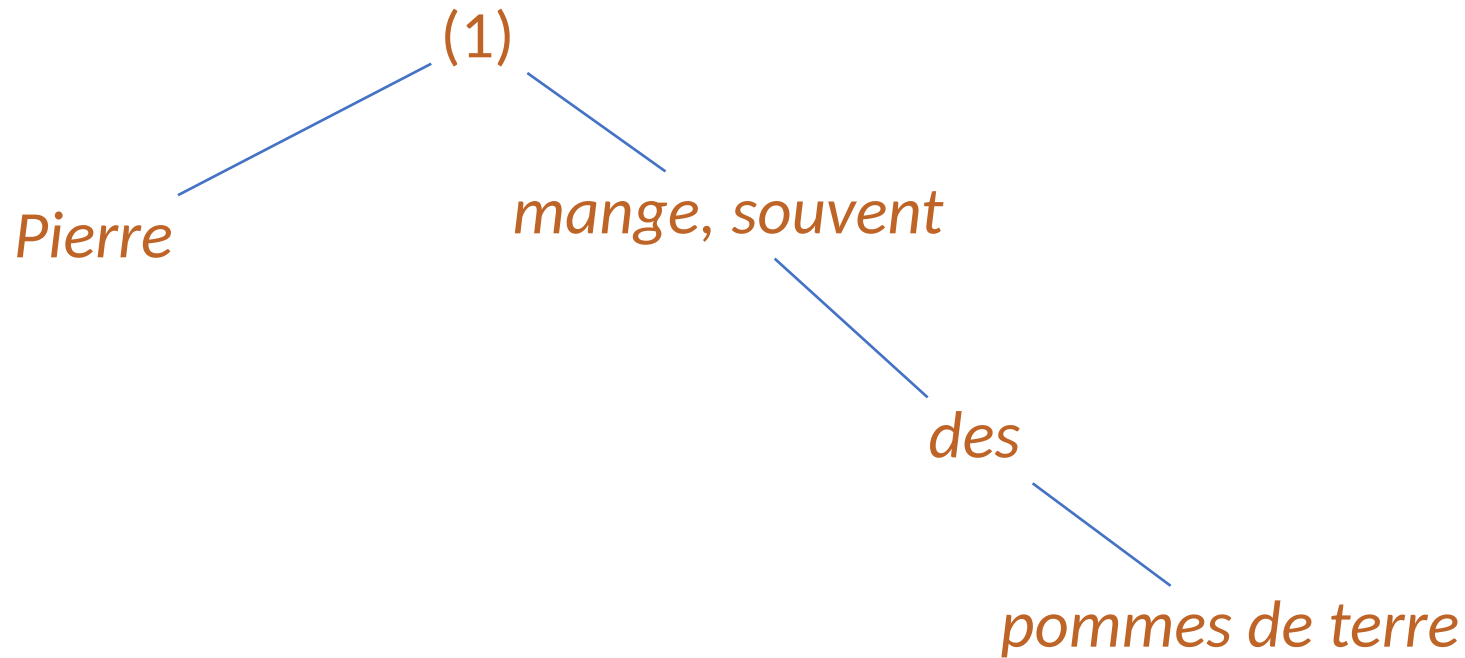 (1)
Pierre
mange, souvent
des
pommes de terre